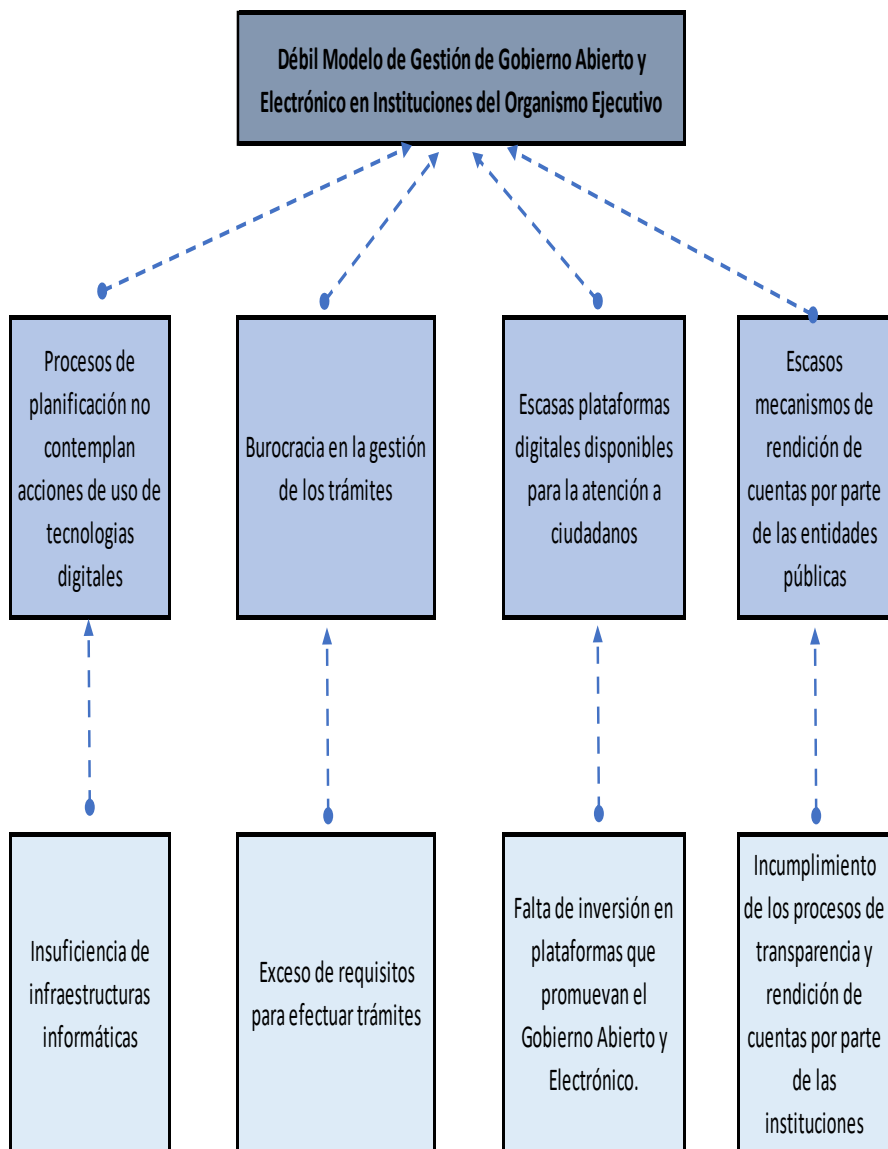 Débil Modelo de Gestión de Gobierno Abierto y
Electrónico en Instituciones del Organismo Ejecutivo
Procesos de
planificación no
contemplan
acciones de uso de
tecnologias
digitales
Burocracia en la gestión
de los trámites
Escasas plataformas
digitales disponibles
para la atención a
ciudadanos
Escasos
mecanismos de
rendición de
cuentas por parte
de las entidades
públicas
Insuficiencia de
infraestructuras
informáticas
Exceso de requisitos
para efectuar trámites
Falta de inversión en
plataformas que
promuevan el
Gobierno Abierto y
Electrónico.
Incumplimiento
de los procesos de
transparencia y
rendición de
cuentas por parte
de las
instituciones